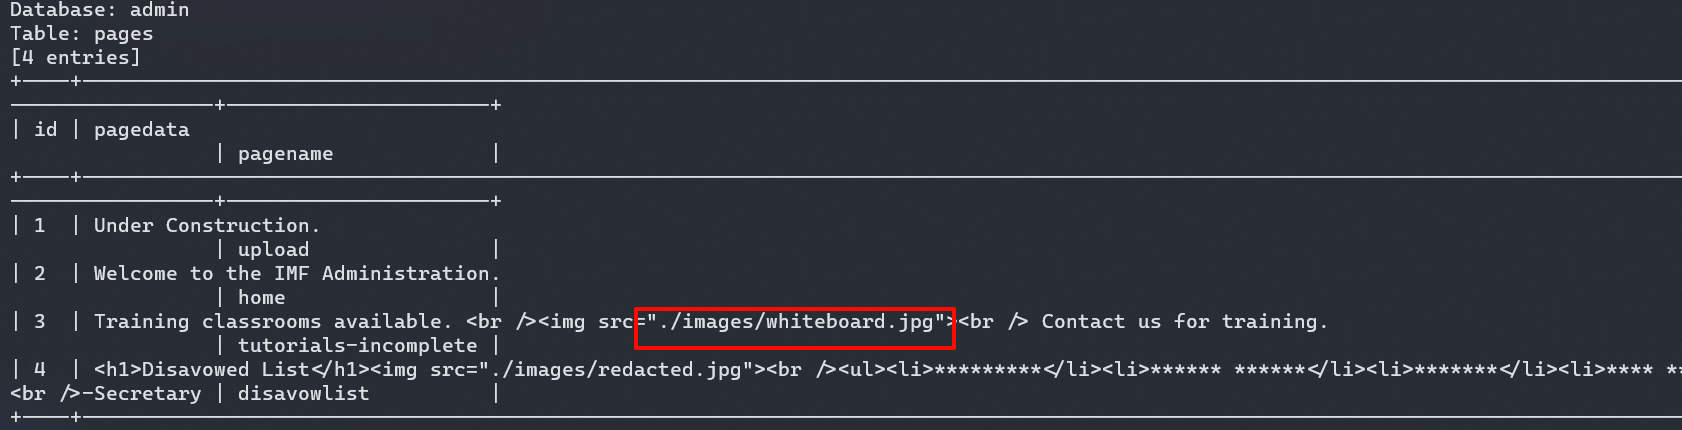 Database: admin
Table: pages
[4 entries]
+----+--------------------------------------------------------------------------------------------------------------------------------------
-----------------+----------------------+
| id | pagedata
| pagename |
+----+--------------------------------------------------------------------------------------------------------------------------------------
-----------------+----------------------+
| 1 | Under Construction.
| upload |
| 2 | Welcome to the IMF Administration.
| home |
| 3 | Training classrooms available. <br /><img src="./images/whiteboard.jpg"><br /> Contact us for training.
| tutorials-incomplete |
| 4 | <h1>Disavowed List</h1><img src="./images/redacted.jpg"><br /><ul><li>*********</li><li>****** ******</li><li>*******</li><li>**** **
<br />-Secretary | disavowlist |
+----+--------------------------------------------------------------------------------------------------------------------------------------